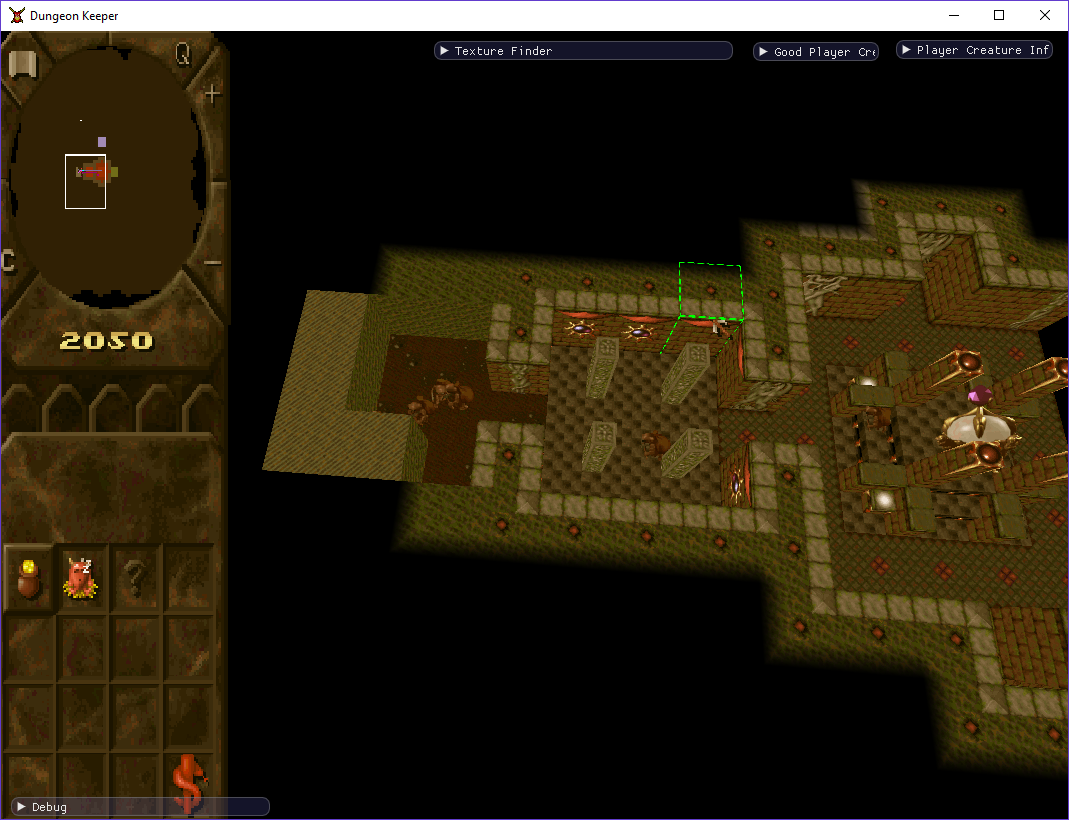 Dungeon Keeper
Texture Finder
Good Player Cre
Player Creature Inf
Q
+
C
−
2050
z
?
Debug